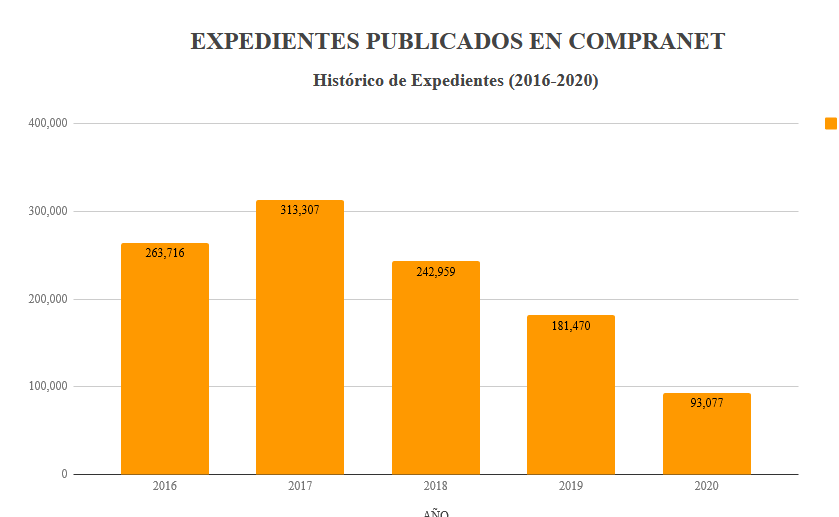 EXPEDIENTES PUBLICADOS EN COMPRANET
Histórico de Expedientes (2016-2020)
400,000
300,000
200,000
100,000
0
263,716
313,307
242,959
181,470
93,077
2016 2017 2018 2019 2020
AÑO